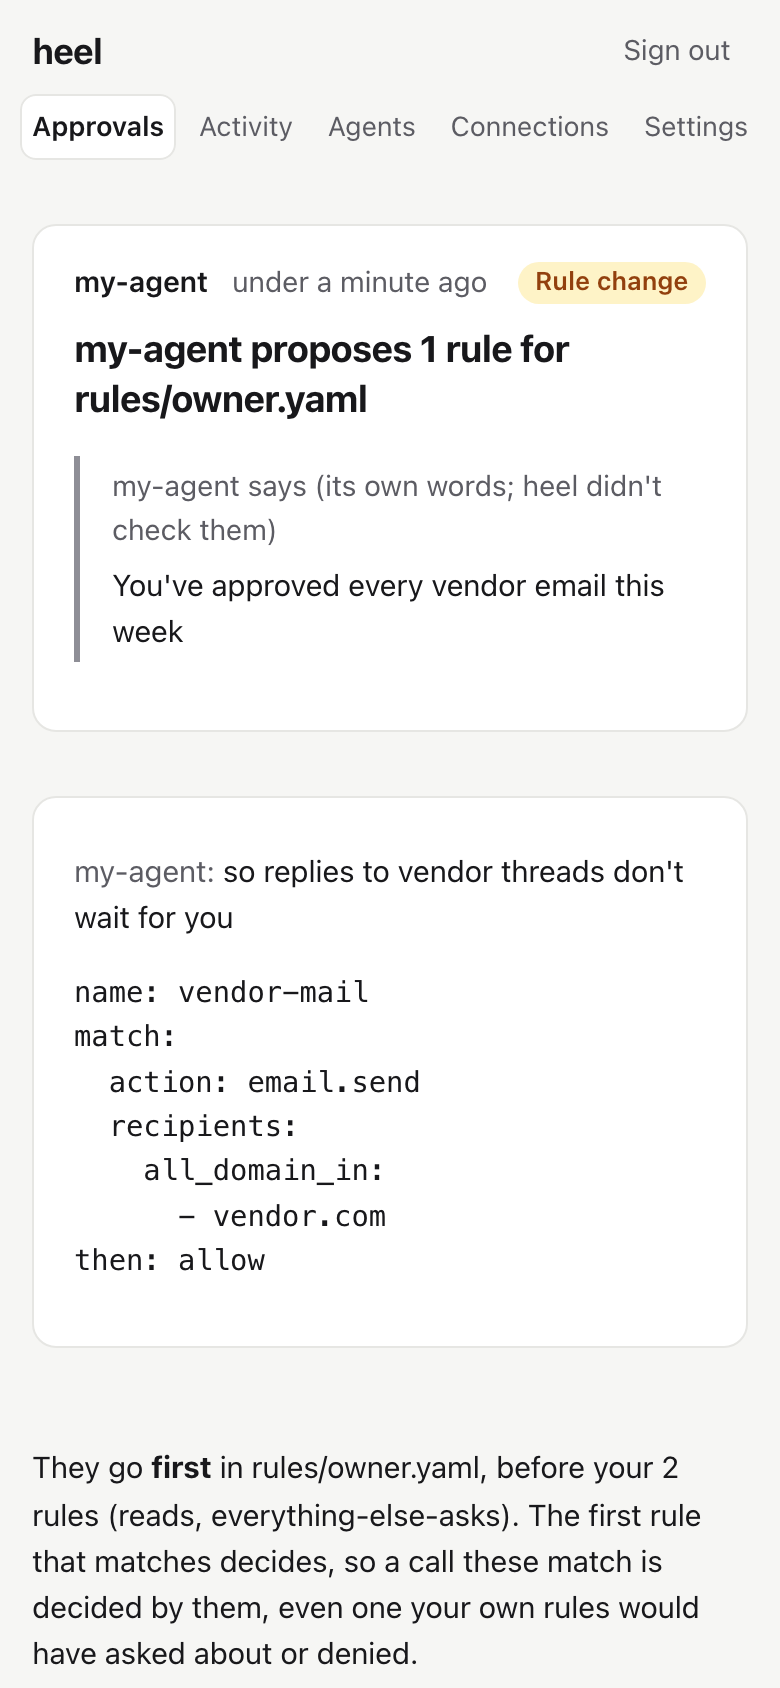 heel
Sign out
Approvals
Activity
Agents
Connections
Settings
my-agent under a minute ago
Rule change
my-agent proposes 1 rule for
rules/owner.yaml
my-agent says (its own words; heel didn't
check them)
You've approved every vendor email this
week
my-agent: so replies to vendor threads don't
wait for you
name: vendor-mail
match:
  action: email.send
  recipients:
    all_domain_in:
      - vendor.com
then: allow
They go first in rules/owner.yaml, before your 2
rules (reads, everything-else-asks). The first rule
that matches decides, so a call these match is
decided by them, even one your own rules would
have asked about or denied.